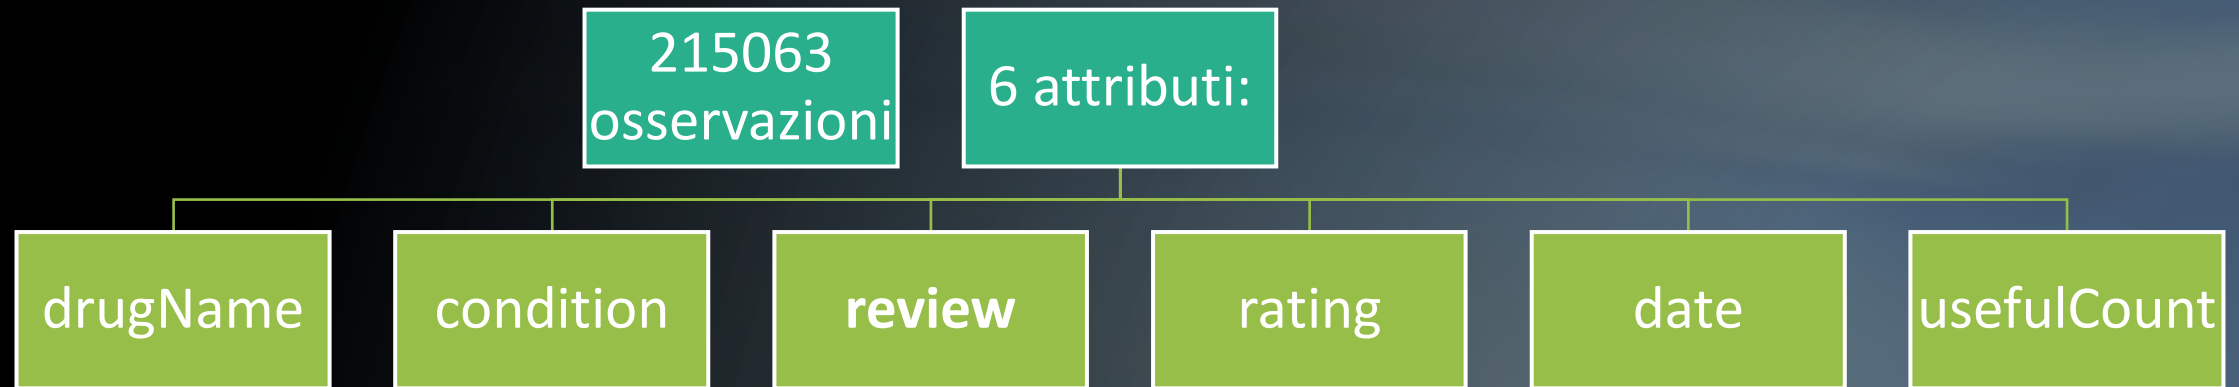 215063
osservazioni
6 attributi:
drugName
condition
review
rating
date
usefulCount